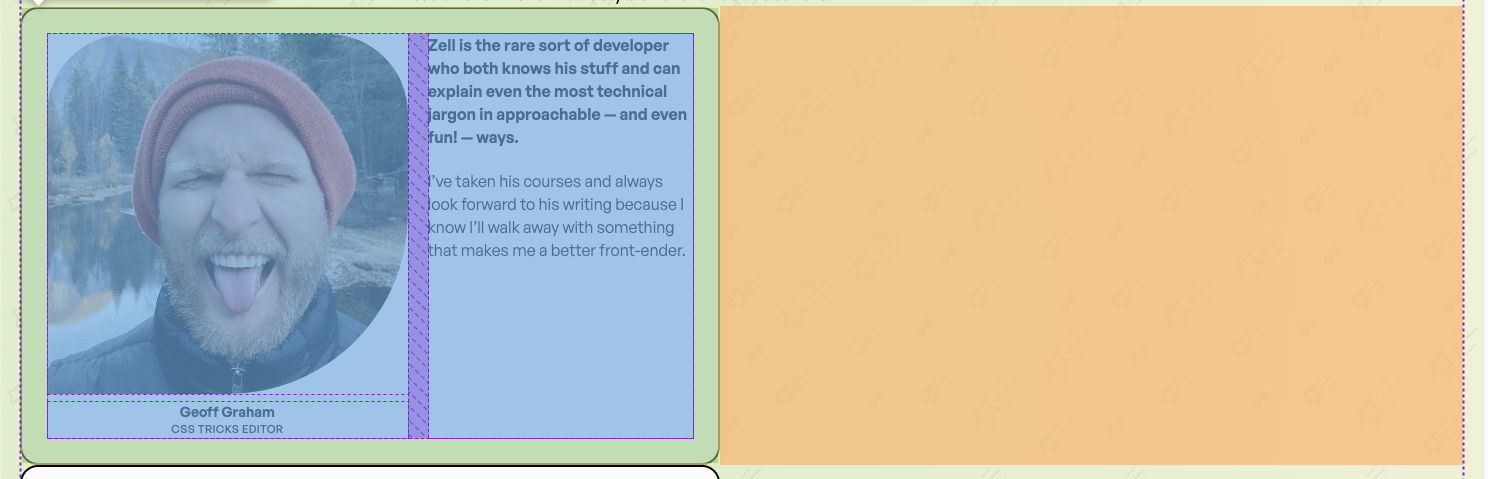 Zell is the rare sort of developer
who both knows his stuff and can
explain even the most technical
jargon in approachable — and even
fun! — ways.
I’ve taken his courses and always
look forward to his writing because I
know I’ll walk away with something
that makes me a better front-ender.
Geoff Graham
CSS TRICKS EDITOR